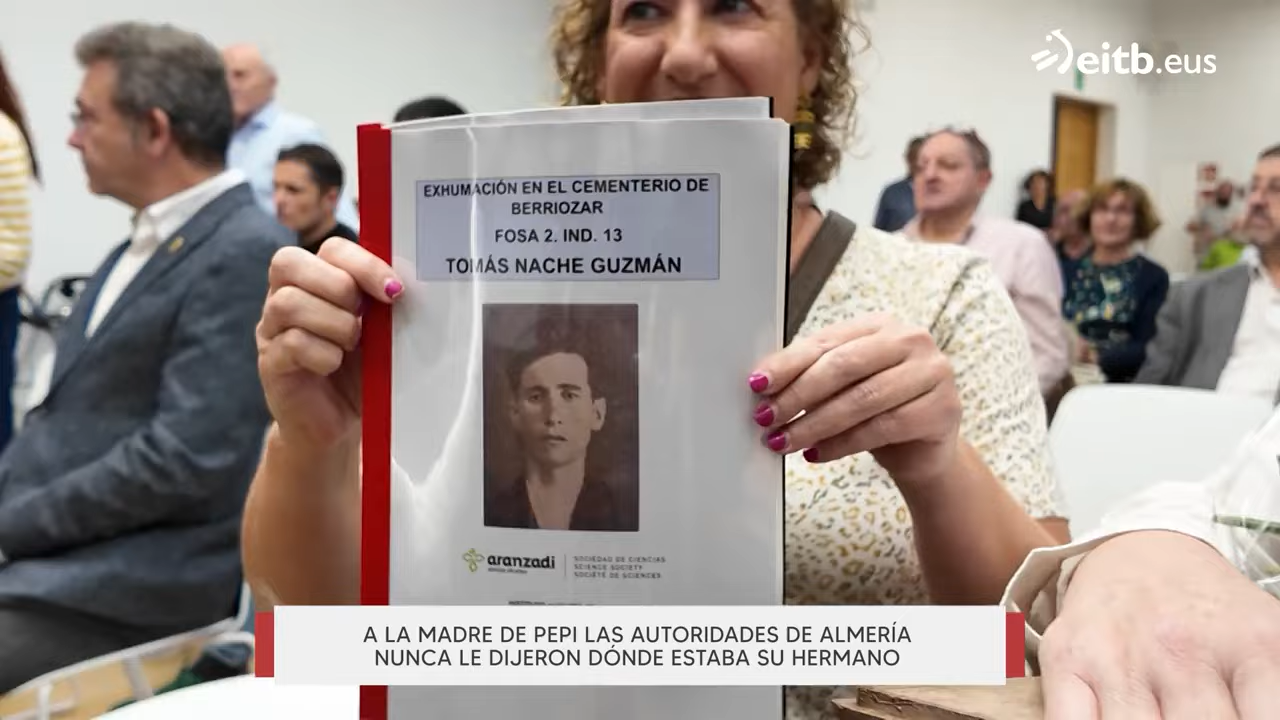 eitb.eus
EXHUMACIÓN EN EL CEMENTERIO DE
BERRIOZAR
FOSA 2. IND. 13
TOMÁS NACHE GUZMÁN
aranzadi
SOCIEDAD DE CIENCIAS
SCIENCE SOCIETY
SOCIÉTÉ DE SCIENCES
A LA MADRE DE PEPI LAS AUTORIDADES DE ALMERÍA
NUNCA LE DIJERON DÓNDE ESTABA SU HERMANO